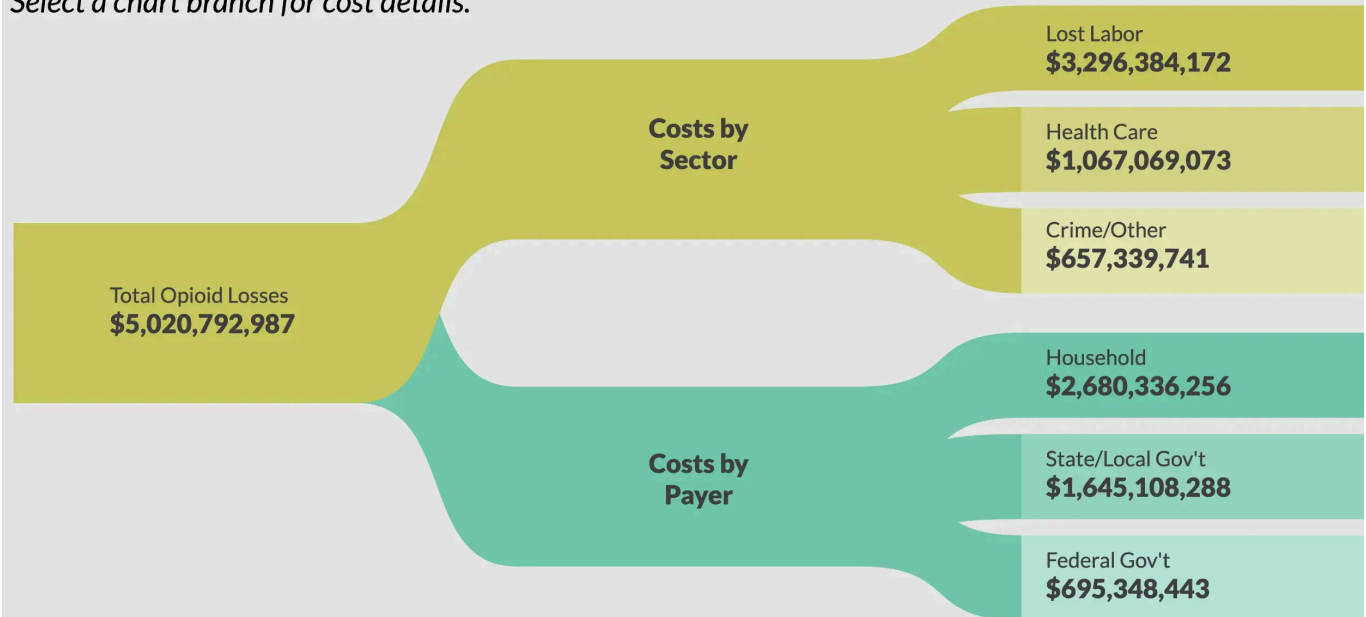 Select a chart branch for cost details.
Lost Labor
$3,296,384,172
Costs by
Sector
Health Care
$1,067,069,073
Crime/Other
$657,339,741
Total Opioid Losses
$5,020,792,987
Household
$2,680,336,256
Costs by
Payer
State/Local Gov't
$1,645,108,288
Federal Gov't
$695,348,443